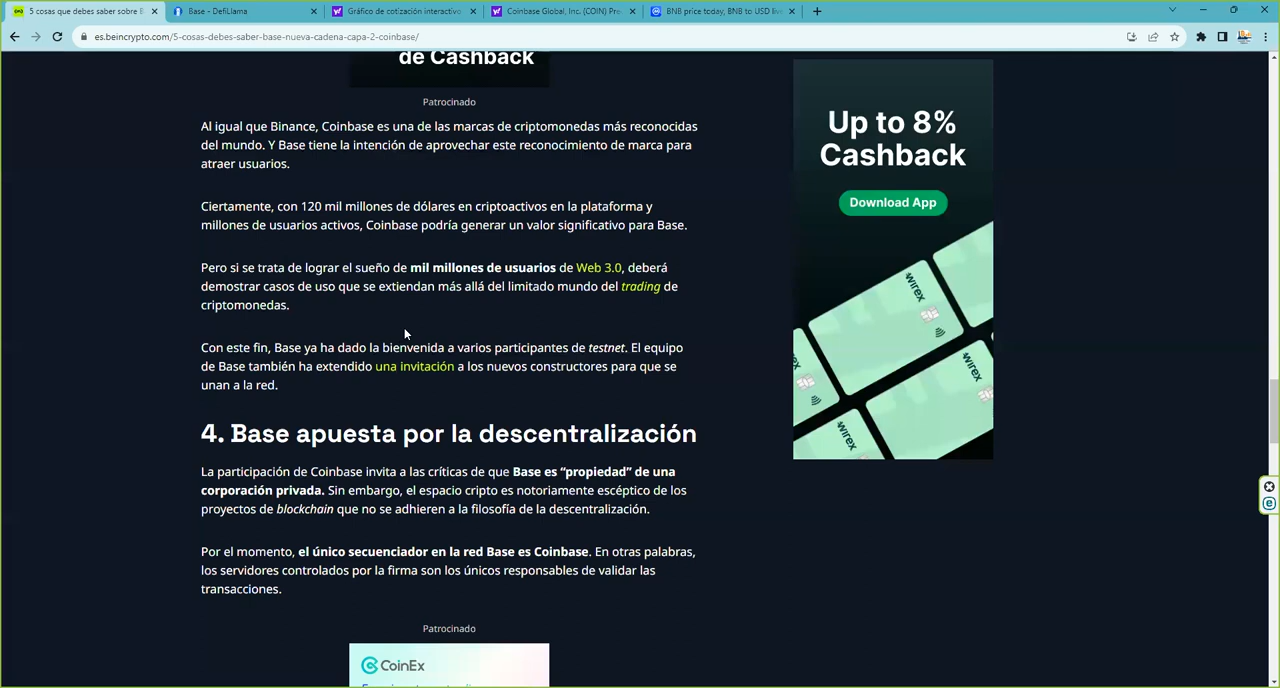 5 cosas que debes saber sobre B
Base - DefiLlama
Gráfico de cotización interactivo
Coinbase Global, Inc. (COIN) Pre
BNB price today, BNB to USD live
es.beincrypto.com/5-cosas-debes-saber-base-nueva-cadena-capa-2-coinbase/
de Cashback
Patrocinado
Al igual que Binance, Coinbase es una de las marcas de criptomonedas más reconocidas
del mundo. Y Base tiene la intención de aprovechar este reconocimiento de marca para
atraer usuarios.
Ciertamente, con 120 mil millones de dólares en criptoactivos en la plataforma y
millones de usuarios activos, Coinbase podría generar un valor significativo para Base.
Pero si se trata de lograr el sueño de mil millones de usuarios de Web 3.0, deberá
demostrar casos de uso que se extiendan más allá del limitado mundo del trading de
criptomonedas.
Con este fin, Base ya ha dado la bienvenida a varios participantes de testnet. El equipo
de Base también ha extendido una invitación a los nuevos constructores para que se
unan a la red.
4. Base apuesta por la descentralización
La participación de Coinbase invita a las críticas de que Base es “propiedad” de una
corporación privada. Sin embargo, el espacio cripto es notoriamente escéptico de los
proyectos de blockchain que no se adhieren a la filosofía de la descentralización.
Por el momento, el único secuenciador en la red Base es Coinbase. En otras palabras,
los servidores controlados por la firma son los únicos responsables de validar las
transacciones.
Patrocinado
CoinEx
Up to 8%
Cashback
Download App
wirex
wirex
wirex